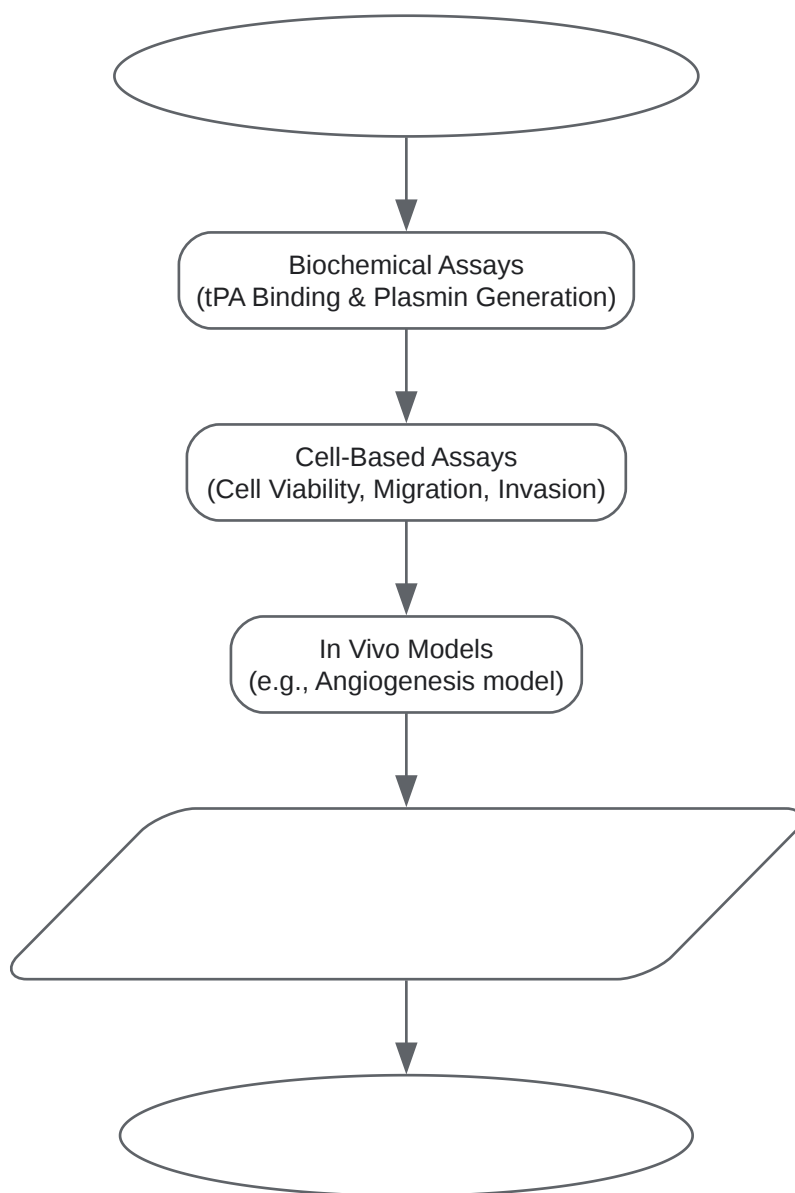 Biochemical Assays
(tPA Binding & Plasmin Generation)
Cell-Based Assays
(Cell Viability, Migration, Invasion)
In Vivo Models
(e.g., Angiogenesis model)